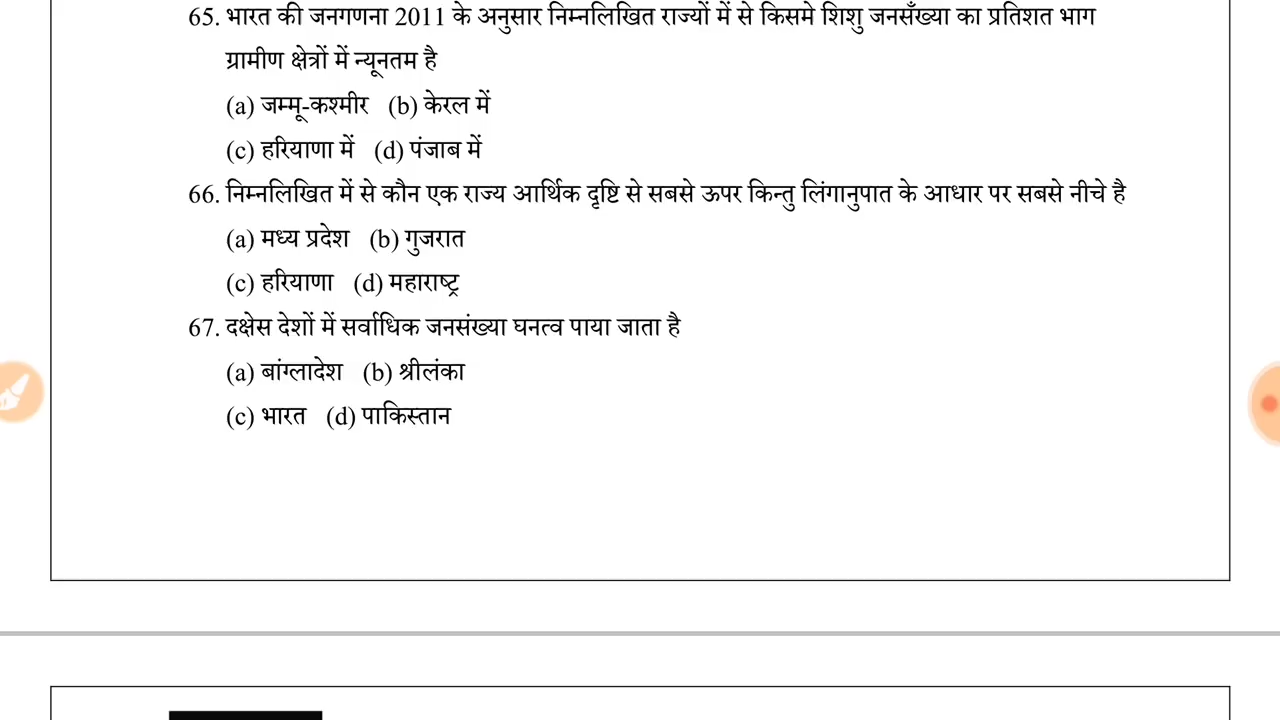 65. भारत की जनगणना 2011 के अनुसार निम्नलिखित राज्यों में से किसमे शिशु जनसँख्या का प्रतिशत भाग
ग्रामीण क्षेत्रों में न्यूनतम है
(a) जम्मू-कश्मीर (b) केरल में
(c) हरियाणा में (d) पंजाब में
66. निम्नलिखित में से कौन एक राज्य आर्थिक दृष्टि से सबसे ऊपर किन्तु लिंगानुपात के आधार पर सबसे नीचे है
(a) मध्य प्रदेश (b) गुजरात
(c) हरियाणा (d) महाराष्ट्र
67. दक्षेस देशों में सर्वाधिक जनसंख्या घनत्व पाया जाता है
(a) बांग्लादेश (b) श्रीलंका
(c) भारत (d) पाकिस्तान